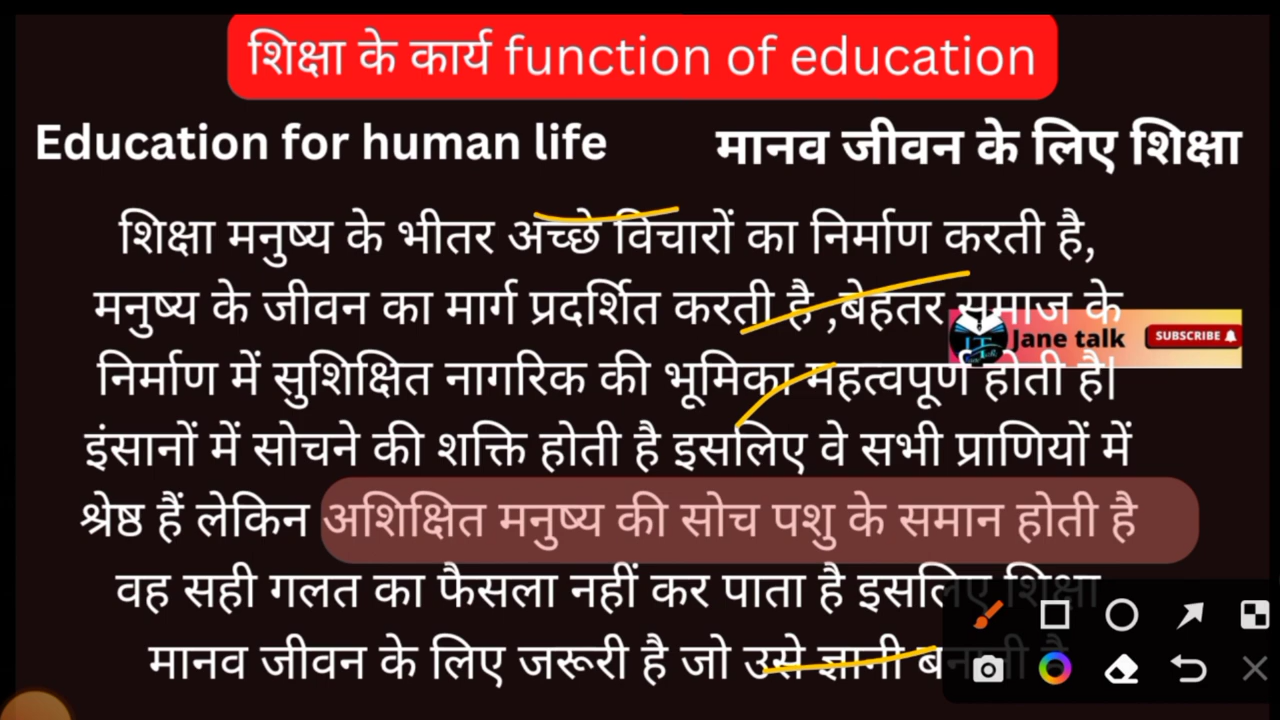 शिक्षा के कार्य function of education
Education for human life
मानव जीवन के लिए शिक्षा
शिक्षा मनुष्य के भीतर अच्छे विचारों का निर्माण करती है,
मनुष्य के जीवन का मार्ग प्रदर्शित करती है ,बेहतर समाज के
Jane talk
SUBSCRIBE
निर्माण में सुशिक्षित नागरिक की भूमिका महत्वपूर्ण होती है|
इंसानों में सोचने की शक्ति होती है इसलिए वे सभी प्राणियों में
श्रेष्ठ हैं लेकिन अशिक्षित मनुष्य की सोच पशु के समान होती है
वह सही गलत का फैसला नहीं कर पाता है इसलिए शिक्षा
मानव जीवन के लिए जरूरी है जो उसे ज्ञानी बनाती है